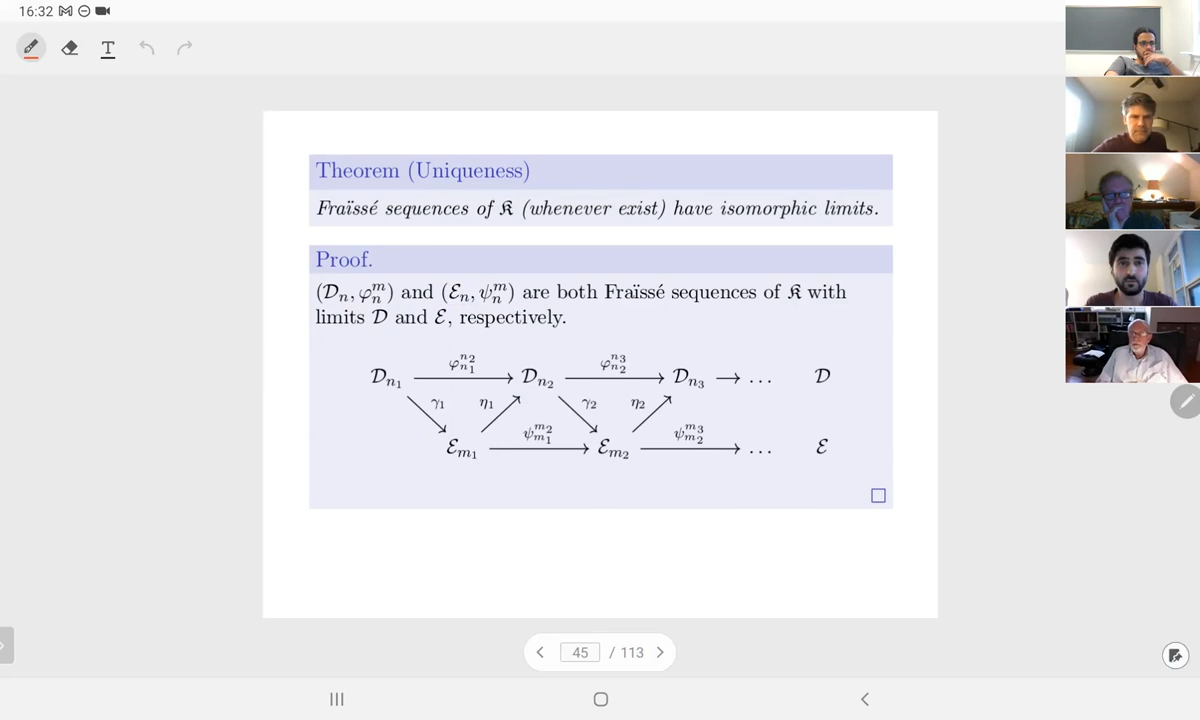 16:32
T
Theorem (Uniqueness)
Fraïssé sequences of 𝔎 (whenever exist) have isomorphic limits.
Proof.
(𝒟ₙ, φₙᵐ) and (ℰₙ, ψₙᵐ) are both Fraïssé sequences of 𝔎 with
limits 𝒟 and ℰ, respectively.
φ_{n₁}^{n₂} φ_{n₂}^{n₃}
𝒟_{n₁} → 𝒟_{n₂} → 𝒟_{n₃} → ... 𝒟
γ₁ η₁ γ₂ η₂
ψ_{m₁}^{m₂} ψ_{m₂}^{m₃}
ℰ_{m₁} → ℰ_{m₂} → ... ℰ
□
45 / 113